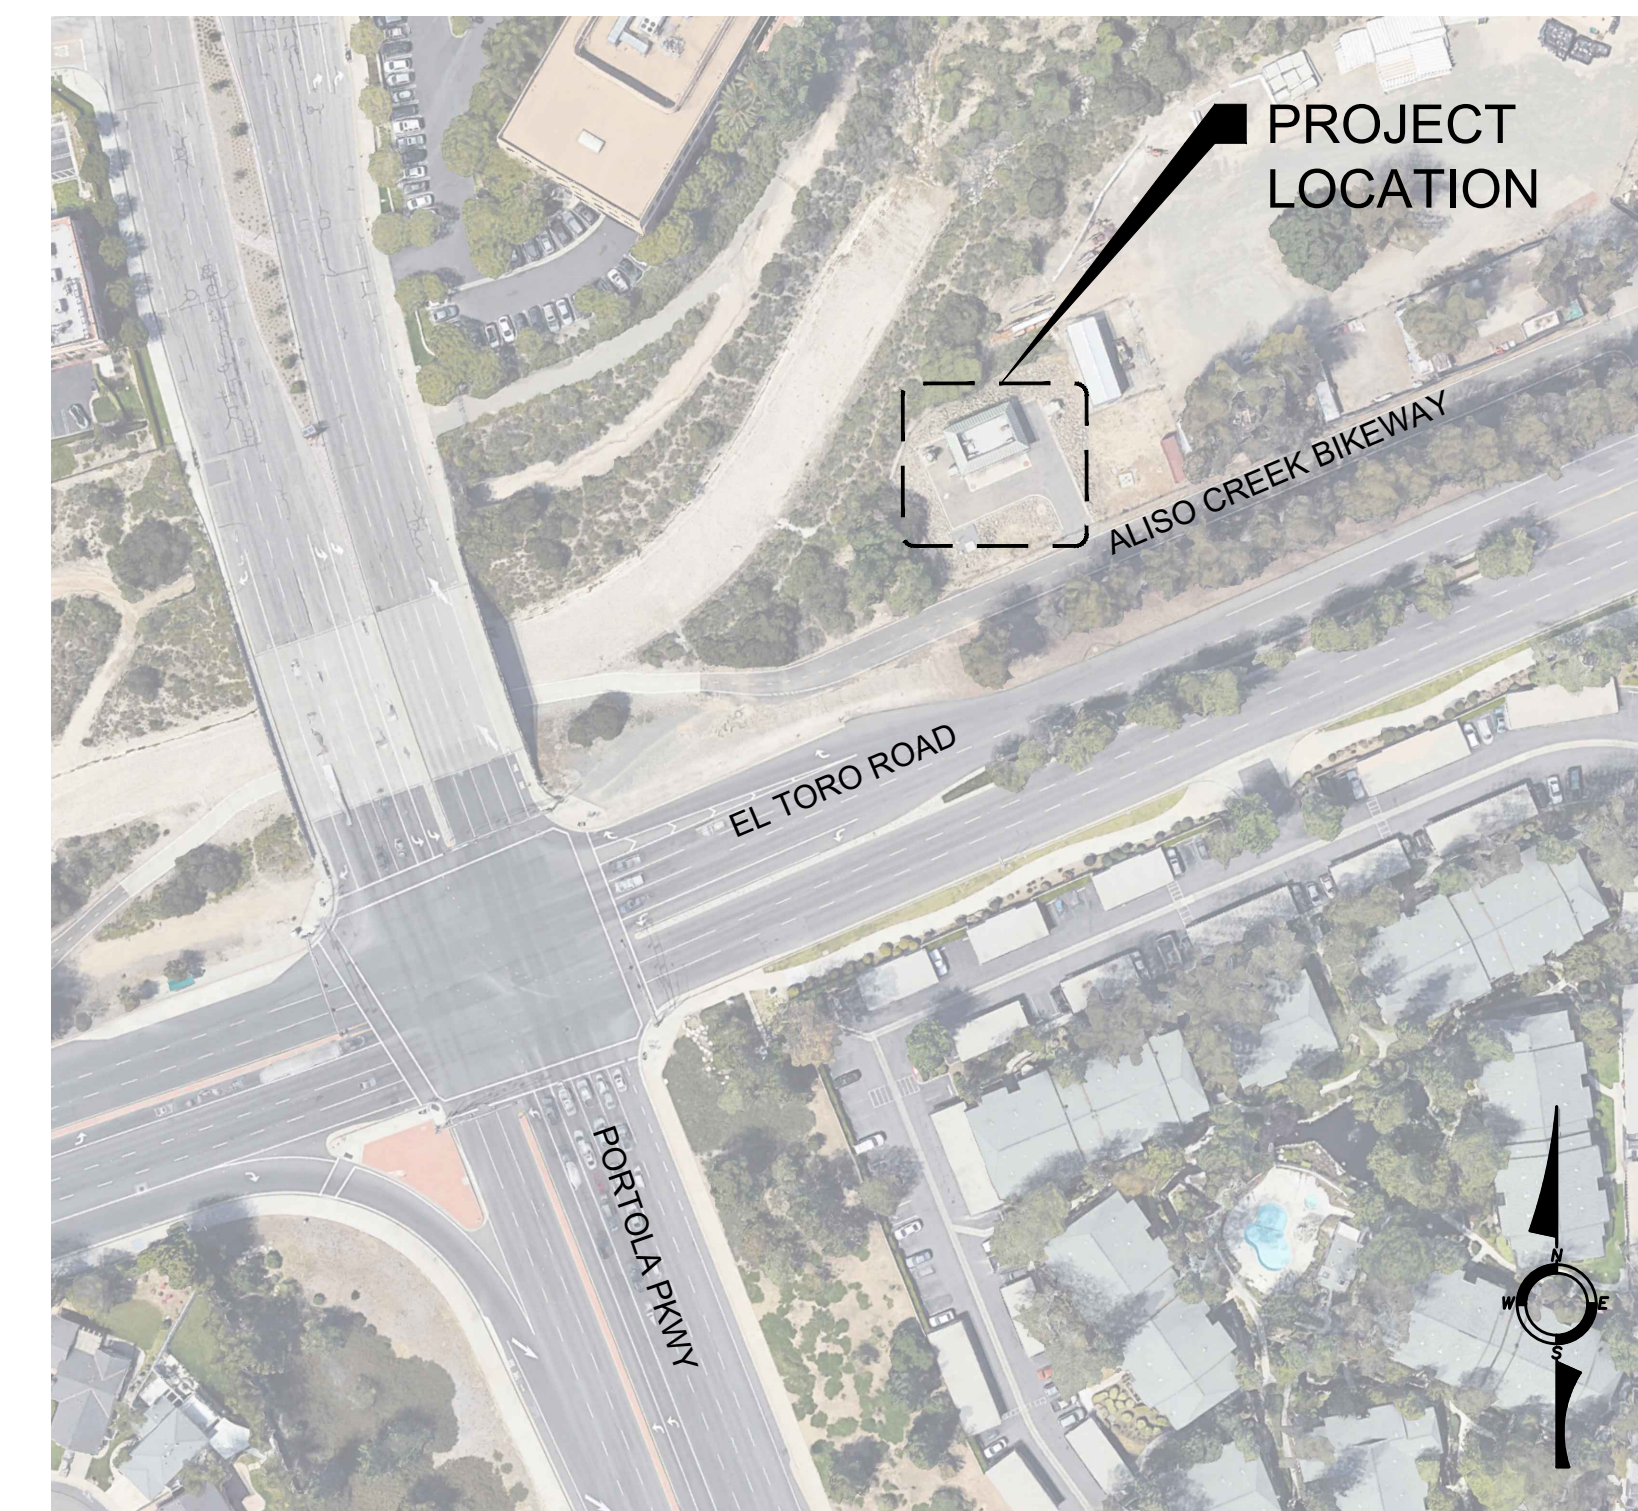 PROJECT
LOCATION
ALISO CREEK BIKEWAY
EL TORO ROAD
PORTOLA PKWY
N
W E
S